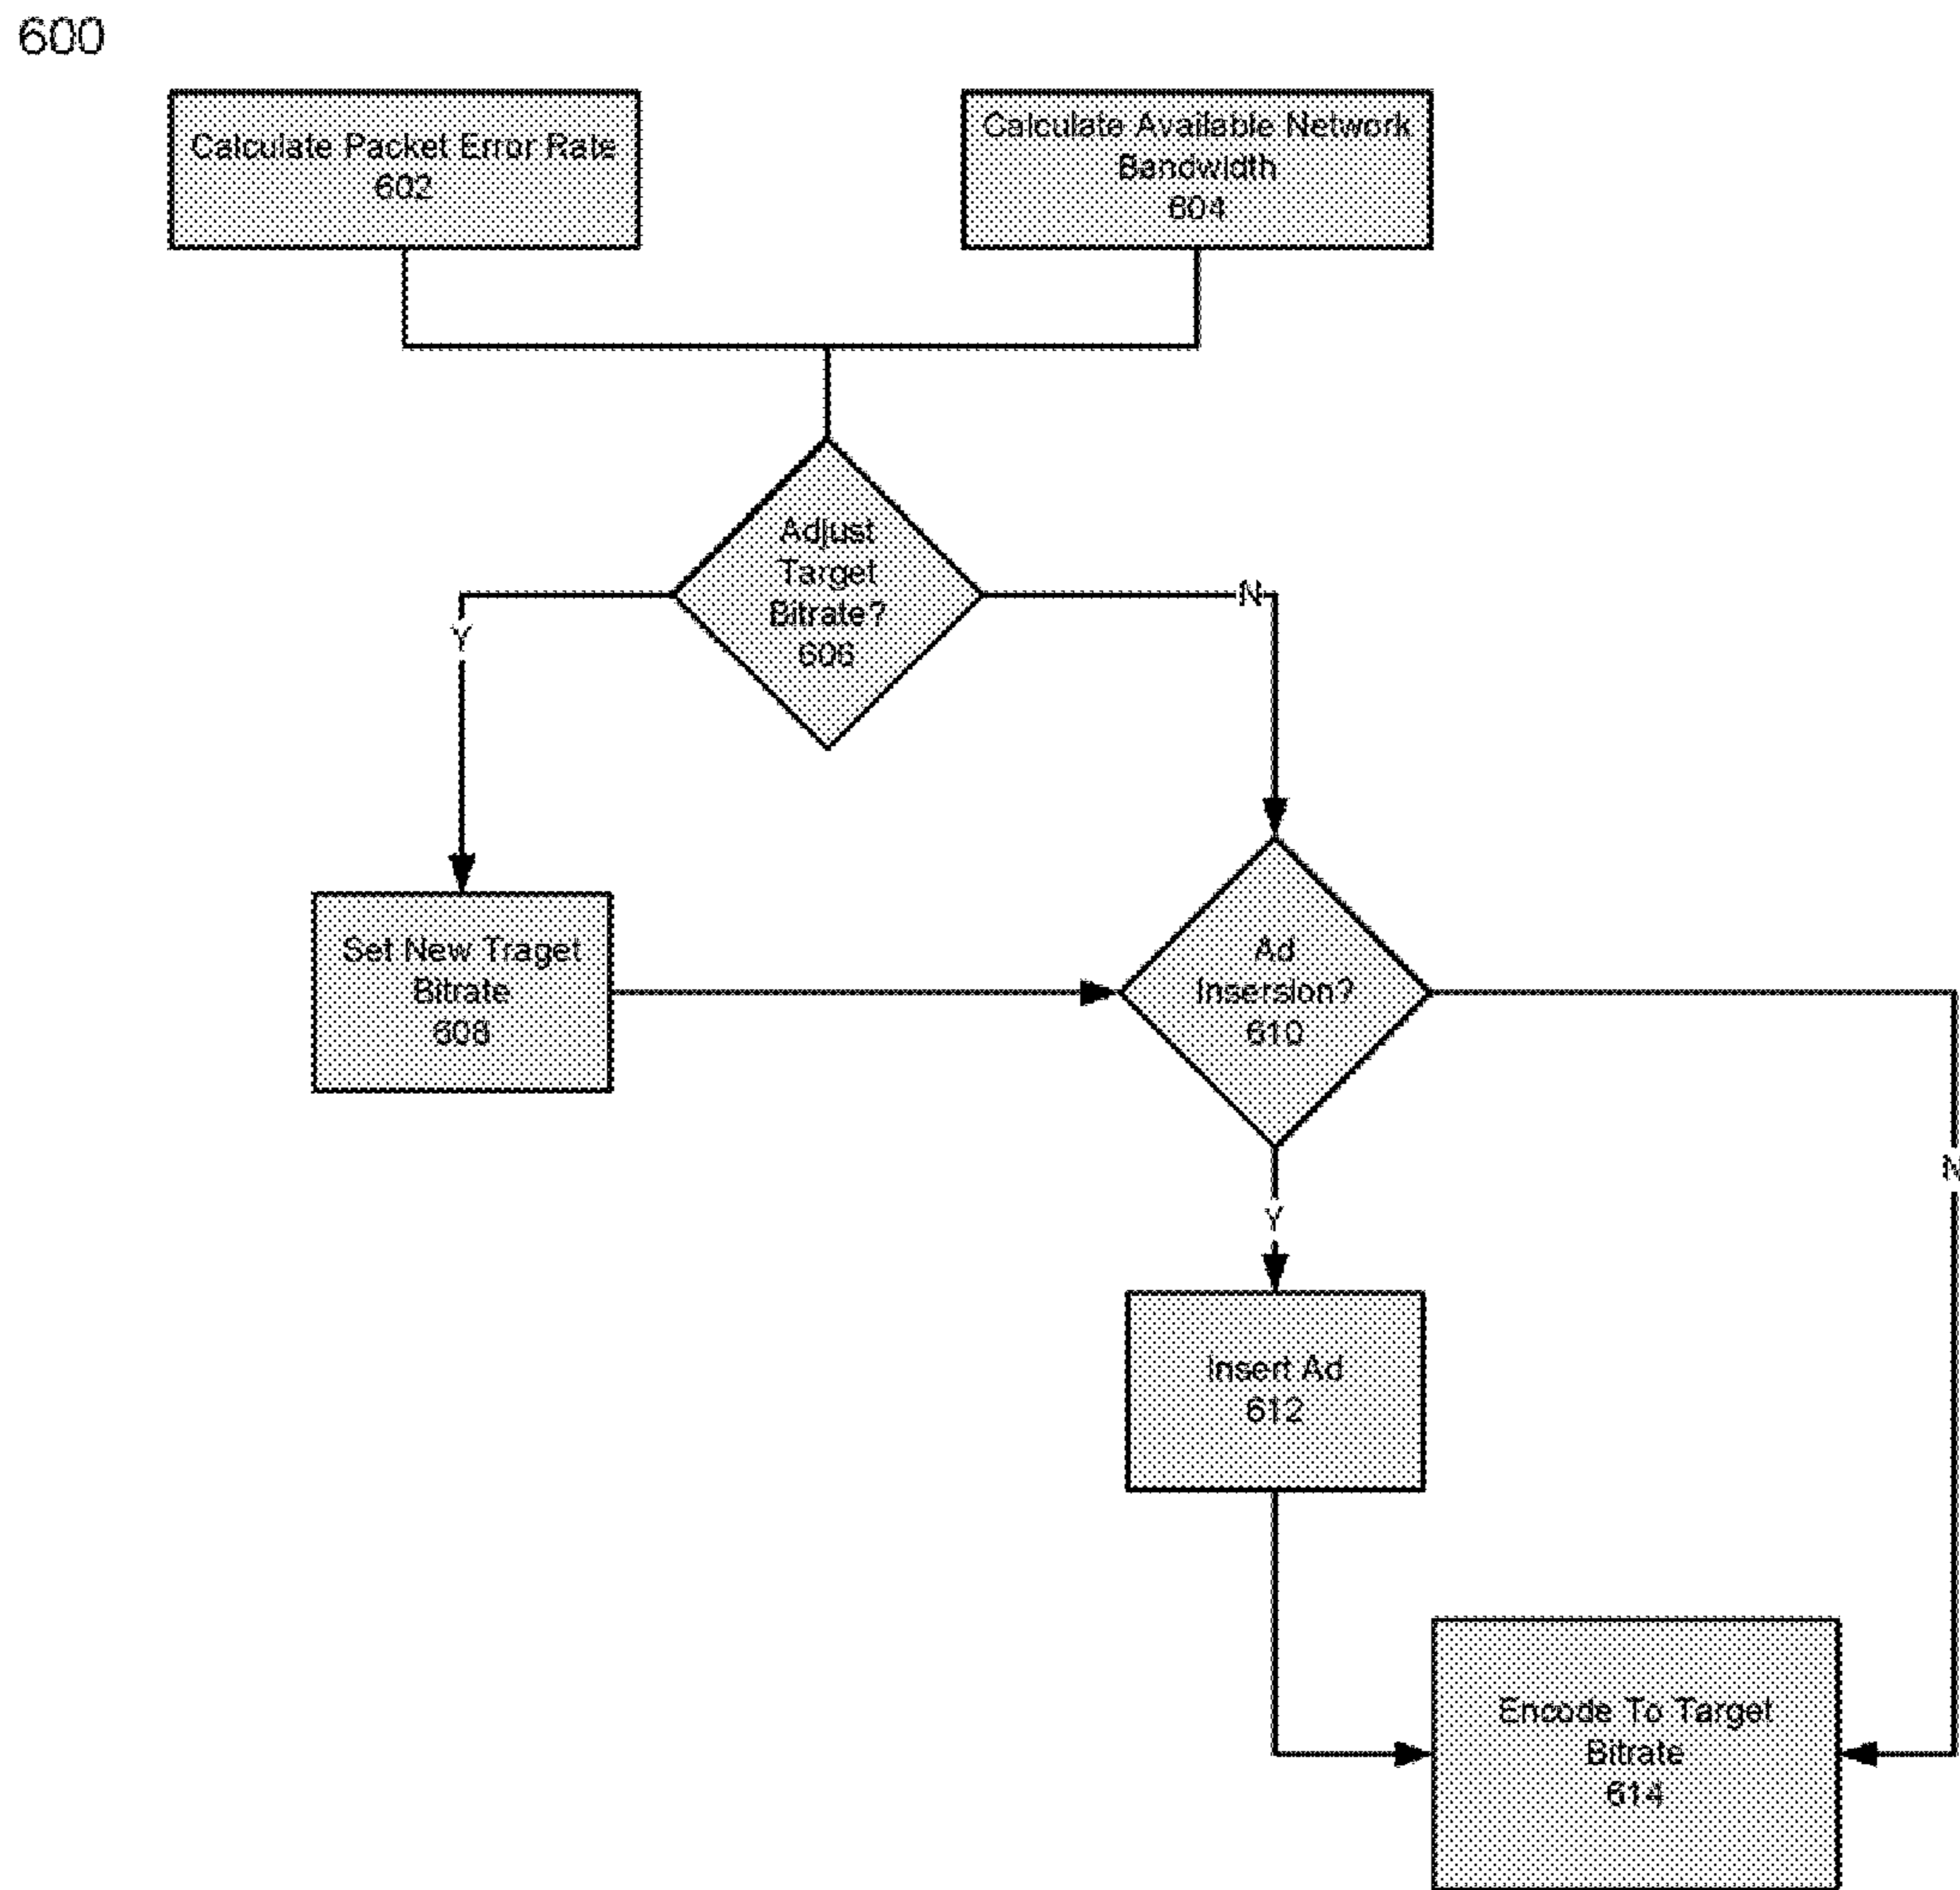 600
Calculate Packet Error Rate
602
Calculate Available Network
Bandwidth
604
Adjust
Target
Bitrate?
606
Y
N
Set New Traget
Bitrate
608
Ad
Insersion?
610
N
Y
Insert Ad
612
Encode To Target
Bitrate
614